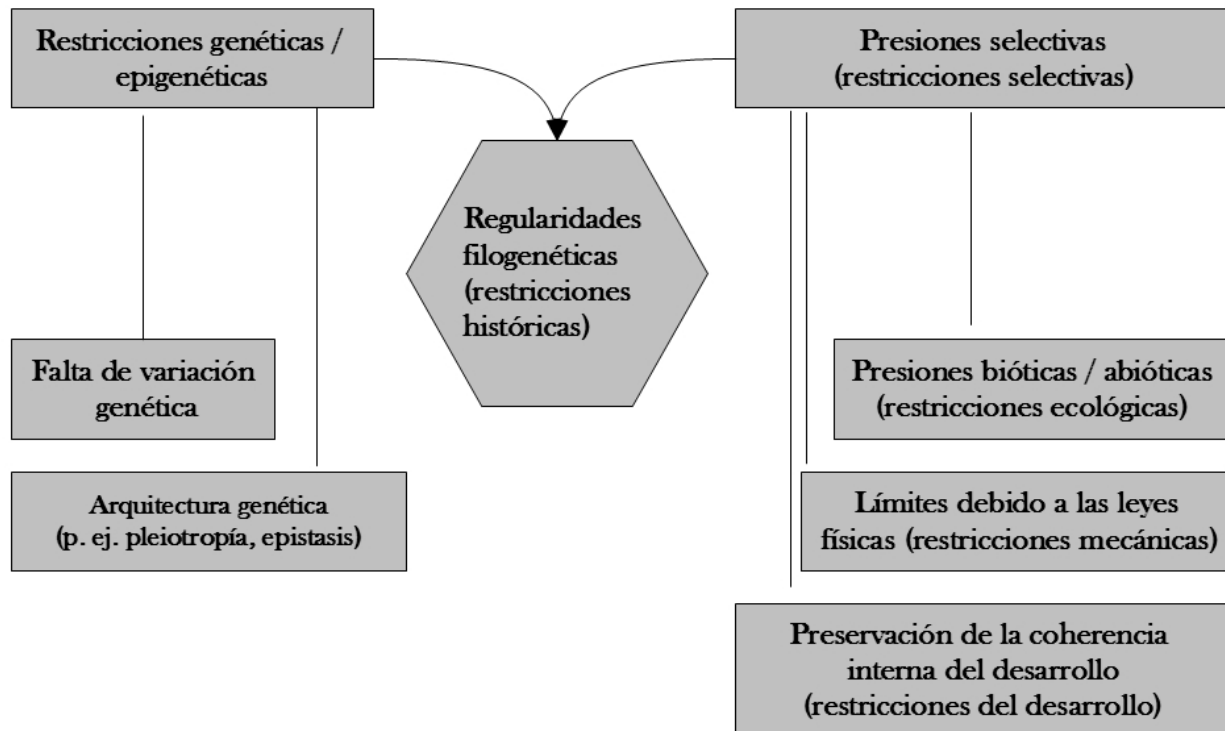 Restricciones genéticas /
epigenéticas
Presiones selectivas
(restricciones selectivas)
Regularidades
filogenéticas
(restricciones
históricas)
Falta de variación
genética
Presiones bióticas / abióticas
(restricciones ecológicas)
Arquitectura genética
(p. ej. pleiotropía, epistasis)
Límites debido a las leyes
físicas (restricciones mecánicas)
Preservación de la coherencia
interna del desarrollo
(restricciones del desarrollo)